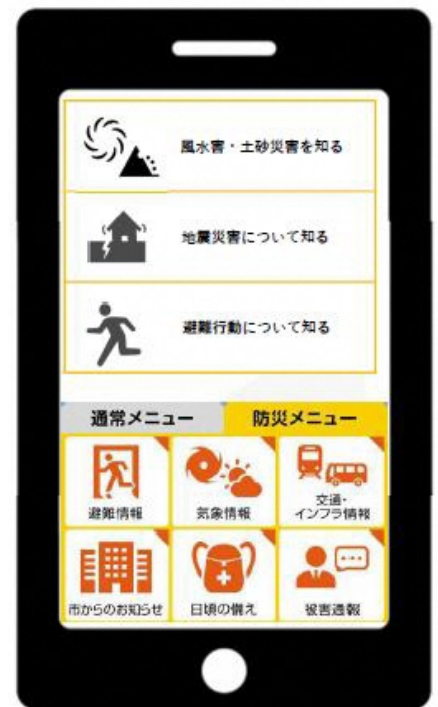 風水害・土砂災害を知る
地震災害について知る
避難行動について知る
通常メニュー
防災メニュー
避難情報
気象情報
交通・
インフラ情報
市からのお知らせ
日頃の備え
被害通報